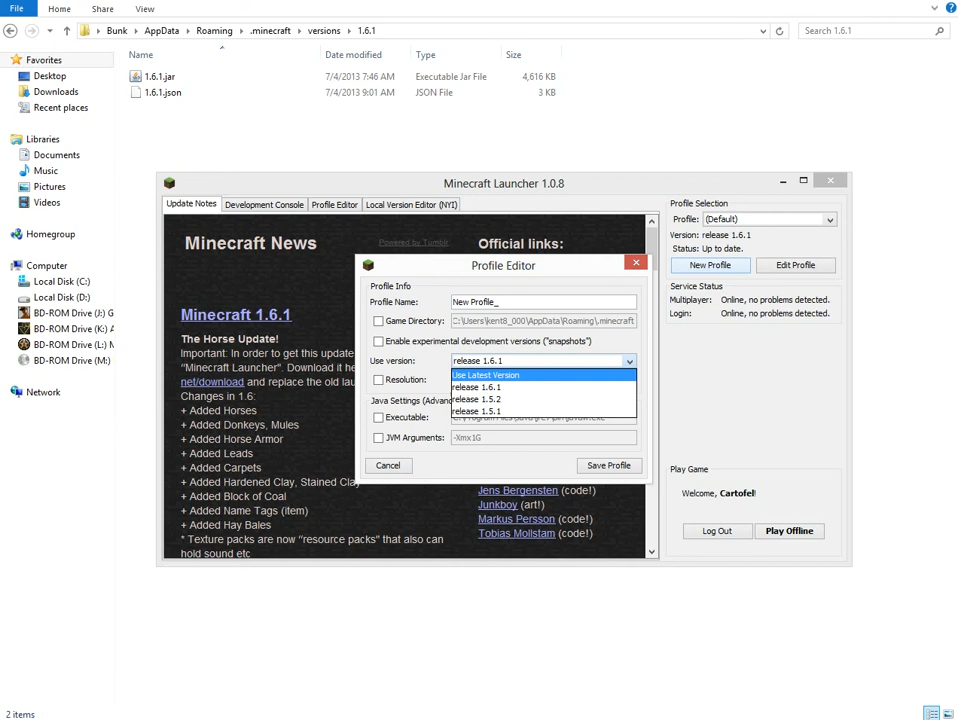 File Home Share View
Bunk AppData Roaming .minecraft versions 1.6.1 Search 1.6.1
Name Date modified Type Size
1.6.1.jar 7/4/2013 7:46 AM Executable Jar File 4,616 KB
1.6.1.json 7/4/2013 9:01 AM JSON File 3 KB
Favorites
Desktop
Downloads
Recent places
Libraries
Documents
Music
Pictures
Videos
Homegroup
Computer
Local Disk (C:)
Local Disk (D:)
BD-ROM Drive (J:) G
BD-ROM Drive (K:) A
BD-ROM Drive (L:) M
BD-ROM Drive (M:)
Network
2 items
Minecraft Launcher 1.0.8
Update Notes Development Console Profile Editor Local Version Editor (NYI)
Minecraft News
Powered by Tumblr
Official links:
Minecraft 1.6.1
The Horse Update!
Important: In order to get this update
"Minecraft Launcher". Download it he
net/download and replace the old lau
Changes in 1.6:
+ Added Horses
+ Added Donkeys, Mules
+ Added Horse Armor
+ Added Leads
+ Added Carpets
+ Added Hardened Clay, Stained Clay
+ Added Block of Coal
+ Added Name Tags (item)
+ Added Hay Bales
* Texture packs are now "resource packs" that also can
hold sound etc
Jens Bergensten (code!)
Junkboy (art!)
Markus Persson (code!)
Tobias Mollstam (code!)
Profile Editor
Profile Info
Profile Name: New Profile_
Game Directory: C:\Users\kent8_000\AppData\Roaming\.minecraft
Enable experimental development versions ("snapshots")
Use version: release 1.6.1
Use Latest Version
release 1.6.1
release 1.5.2
release 1.5.1
Resolution:
Java Settings (Advanc
Executable:
JVM Arguments: -Xmx1G
Cancel Save Profile
Profile Selection
Profile: (Default)
Version: release 1.6.1
Status: Up to date.
New Profile Edit Profile
Service Status
Multiplayer: Online, no problems detected.
Login: Online, no problems detected.
Play Game
Welcome, Cartofel!
Log Out Play Offline